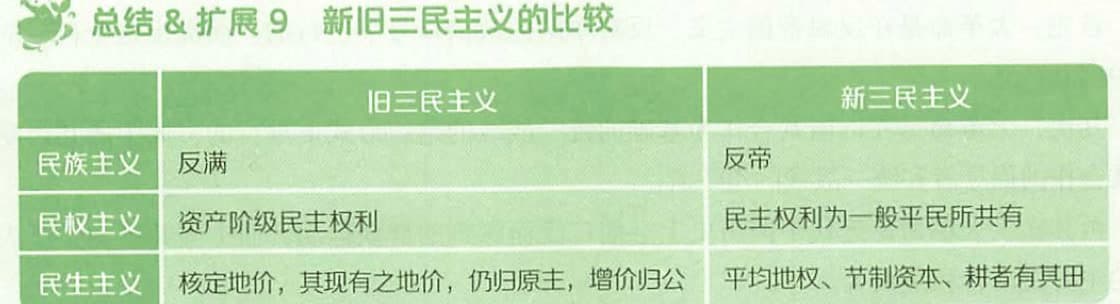 总结 & 扩展 9 新旧三民主义的比较
旧三民主义 新三民主义
民族主义 反满 反帝
民权主义 资产阶级民主权利 民主权利为一般平民所共有
民生主义 核定地价，其现有之地价，仍归原主，增价归公 平均地权、节制资本、耕者有其田